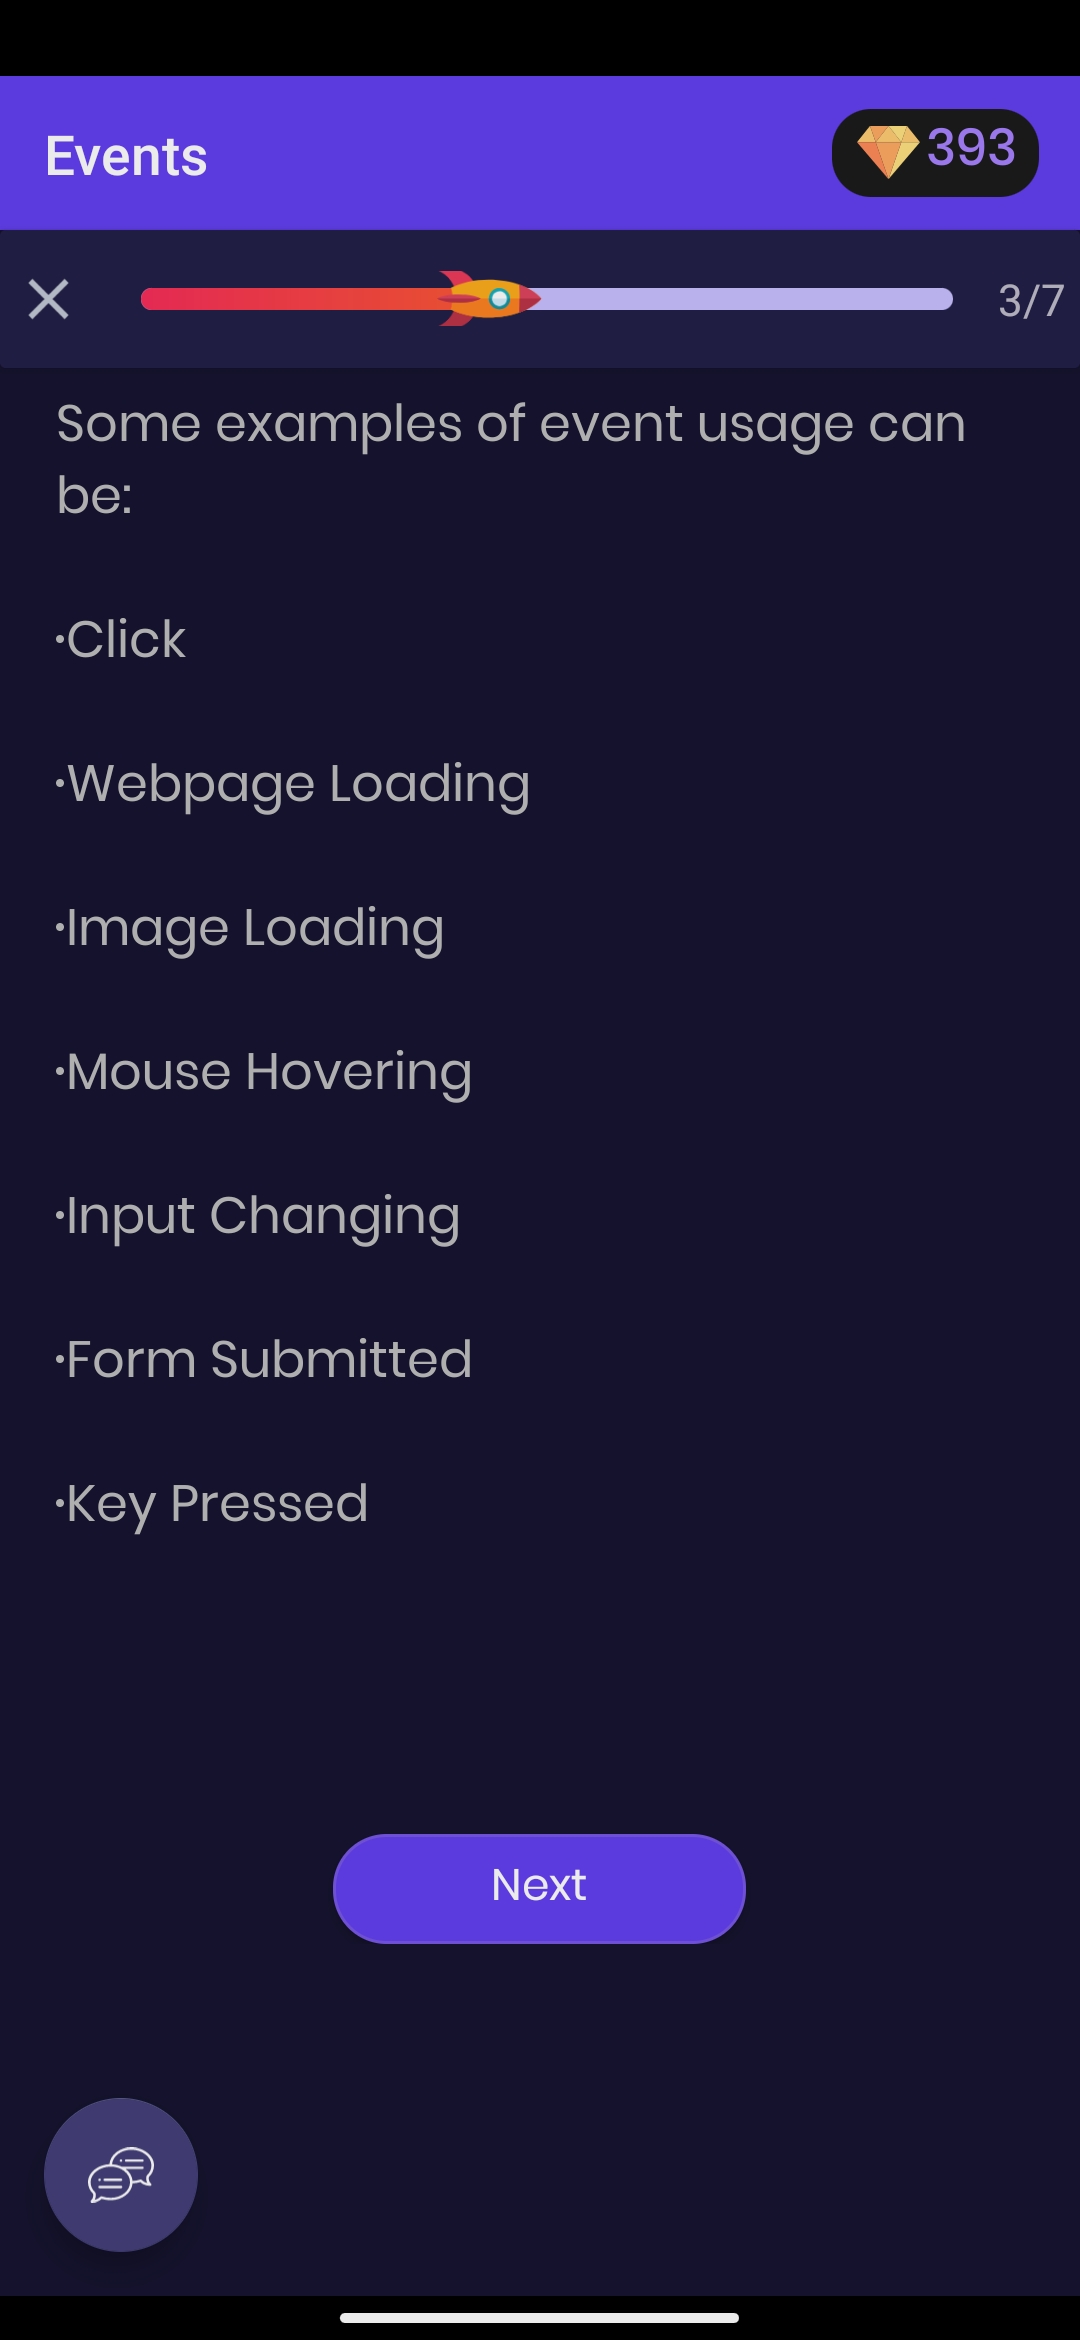 Events
393
3/7
Some examples of event usage can
be:
•Click
•Webpage Loading
•Image Loading
•Mouse Hovering
•Input Changing
•Form Submitted
•Key Pressed
Next